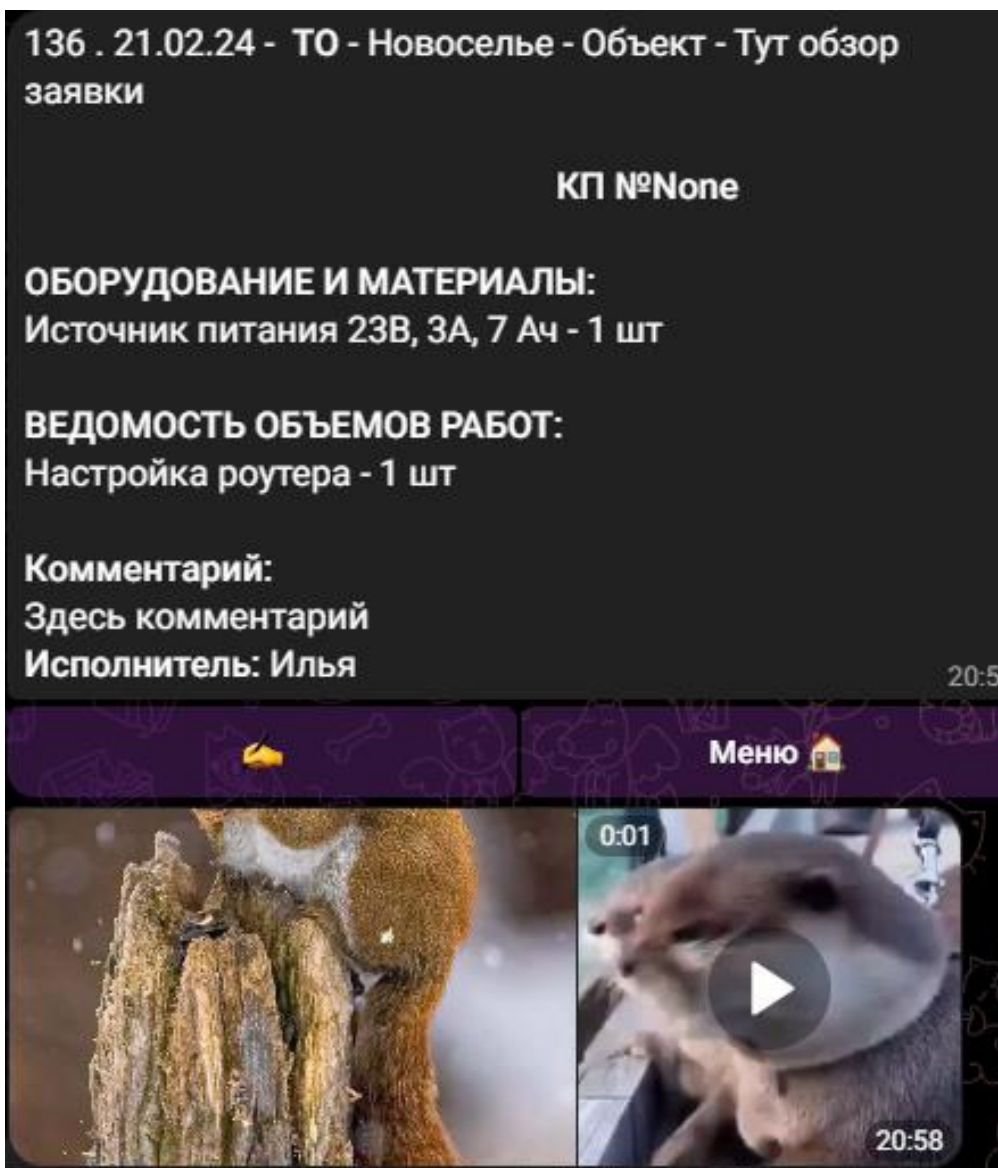 136 . 21.02.24 - ТО - Новоселье - Объект - Тут обзор
заявки
КП №None
ОБОРУДОВАНИЕ И МАТЕРИАЛЫ:
Источник питания 23В, 3А, 7 Ач - 1 шт
ВЕДОМОСТЬ ОБЪЕМОВ РАБОТ:
Настройка роутера - 1 шт
Комментарий:
Здесь комментарий
Исполнитель: Илья
20:5
Меню
0:01
20:58